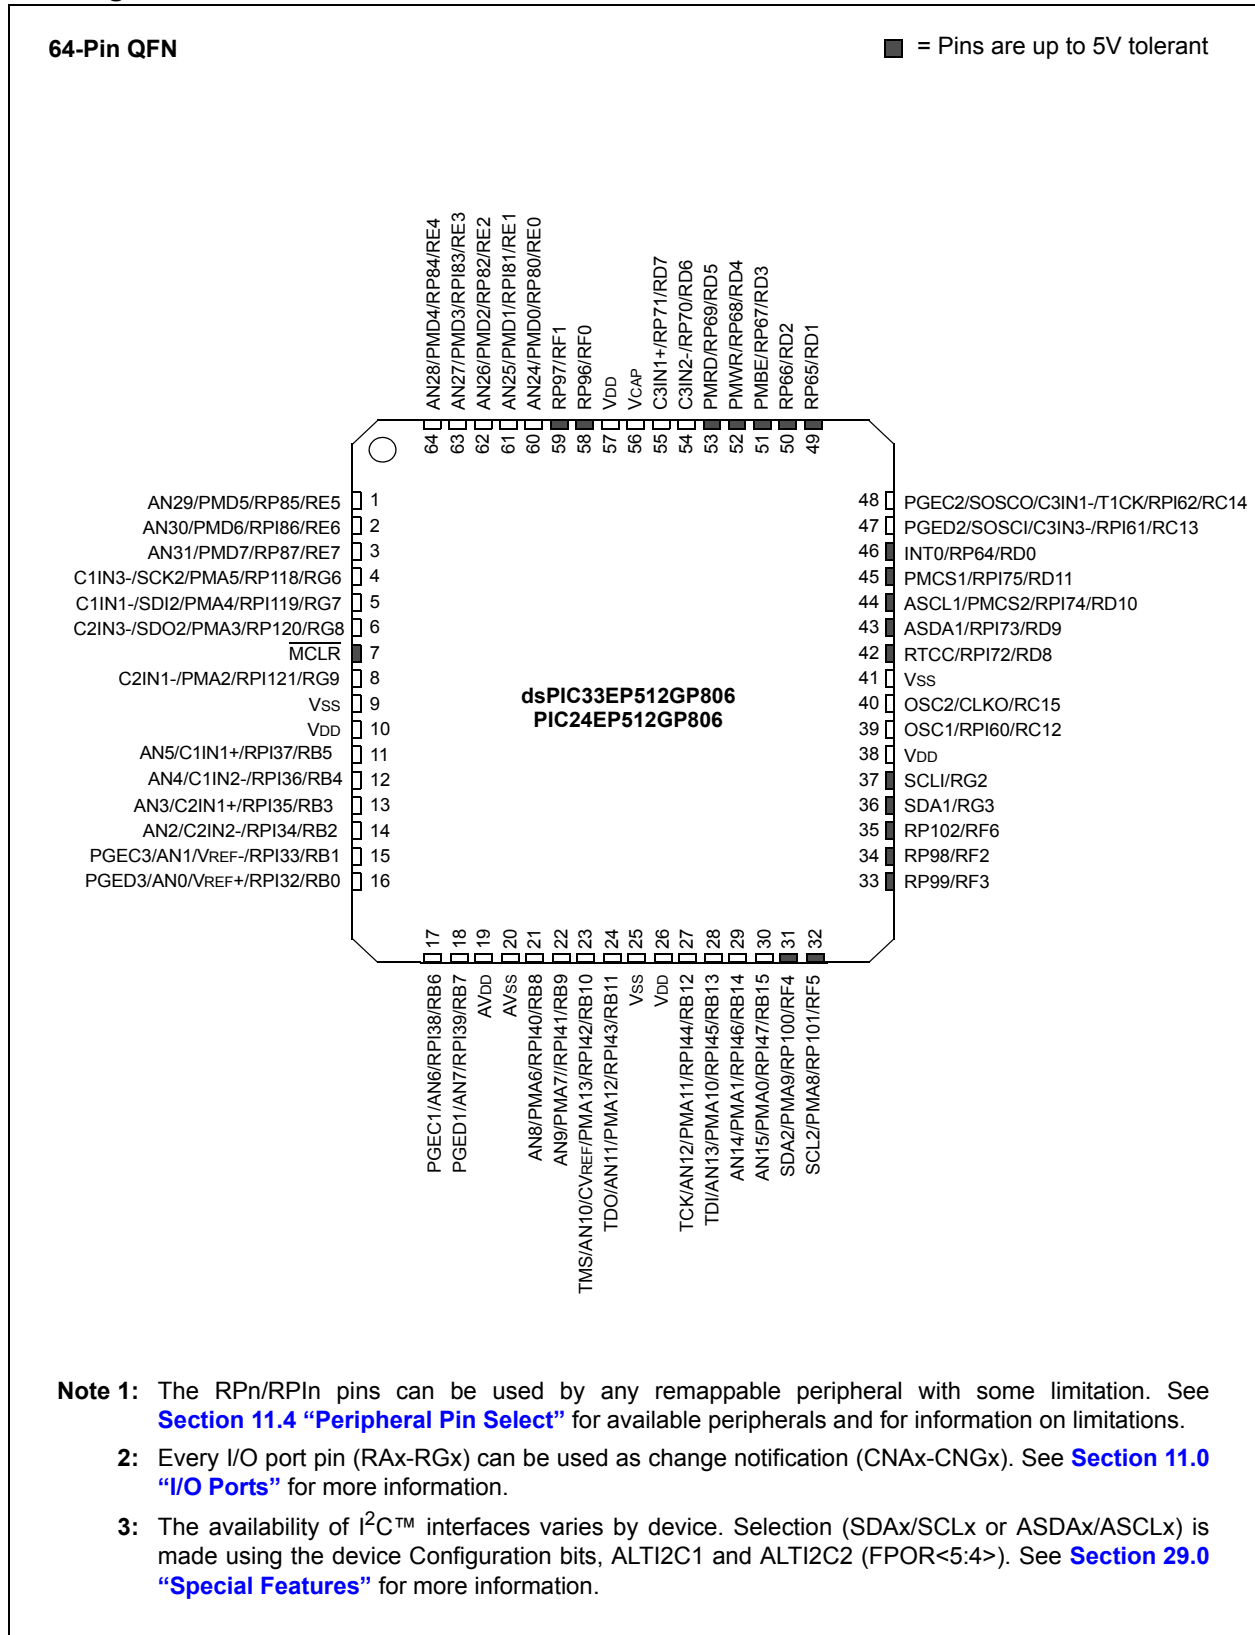 64-Pin QFN
= Pins are up to 5V tolerant
AN28/PMD4/RP84/RE4
AN27/PMD3/RPI83/RE3
AN26/PMD2/RP82/RE2
AN25/PMD1/RPI81/RE1
AN24/PMD0/RP80/RE0
RP97/RF1
RP96/RF0
VDD
VCAP
C3IN1+/RP71/RD7
C3IN2-/RP70/RD6
PMRD/RP69/RD5
PMWR/RP68/RD4
PMBE/RP67/RD3
RP66/RD2
RP65/RD1
64 63 62 61 60 59 58 57 56 55 54 53 52 51 50 49
AN29/PMD5/RP85/RE5 1
AN30/PMD6/RPI86/RE6 2
AN31/PMD7/RP87/RE7 3
C1IN3-/SCK2/PMA5/RP118/RG6 4
C1IN1-/SDI2/PMA4/RPI119/RG7 5
C2IN3-/SDO2/PMA3/RP120/RG8 6
MCLR 7
C2IN1-/PMA2/RPI121/RG9 8
VSS 9
VDD 10
AN5/C1IN1+/RPI37/RB5 11
AN4/C1IN2-/RPI36/RB4 12
AN3/C2IN1+/RPI35/RB3 13
AN2/C2IN2-/RPI34/RB2 14
PGEC3/AN1/VREF-/RPI33/RB1 15
PGED3/AN0/VREF+/RPI32/RB0 16
dsPIC33EP512GP806
PIC24EP512GP806
48 PGEC2/SOSCO/C3IN1-/T1CK/RPI62/RC14
47 PGED2/SOSCI/C3IN3-/RPI61/RC13
46 INT0/RP64/RD0
45 PMCS1/RPI75/RD11
44 ASCL1/PMCS2/RPI74/RD10
43 ASDA1/RPI73/RD9
42 RTCC/RPI72/RD8
41 VSS
40 OSC2/CLKO/RC15
39 OSC1/RPI60/RC12
38 VDD
37 SCLI/RG2
36 SDA1/RG3
35 RP102/RF6
34 RP98/RF2
33 RP99/RF3
17 18 19 20 21 22 23 24 25 26 27 28 29 30 31 32
PGEC1/AN6/RPI38/RB6
PGED1/AN7/RPI39/RB7
AVDD
AVSS
AN8/PMA6/RPI40/RB8
AN9/PMA7//RPI41/RB9
TMS/AN10/CVREF/PMA13/RPI42/RB10
TDO/AN11/PMA12/RPI43/RB11
VSS
VDD
TCK/AN12/PMA11/RPI44/RB12
TDI/AN13/PMA10/RPI45/RB13
AN14/PMA1/RPI46/RB14
AN15/PMA0/RPI47/RB15
SDA2/PMA9/RP100/RF4
SCL2/PMA8/RP101/RF5
Note 1: The RPn/RPIn pins can be used by any remappable peripheral with some limitation. See
Section 11.4 “Peripheral Pin Select” for available peripherals and for information on limitations.
2: Every I/O port pin (RAx-RGx) can be used as change notification (CNAx-CNGx). See Section 11.0
“I/O Ports” for more information.
3: The availability of I2C™ interfaces varies by device. Selection (SDAx/SCLx or ASDAx/ASCLx) is
made using the device Configuration bits, ALTI2C1 and ALTI2C2 (FPOR<5:4>). See Section 29.0
“Special Features” for more information.